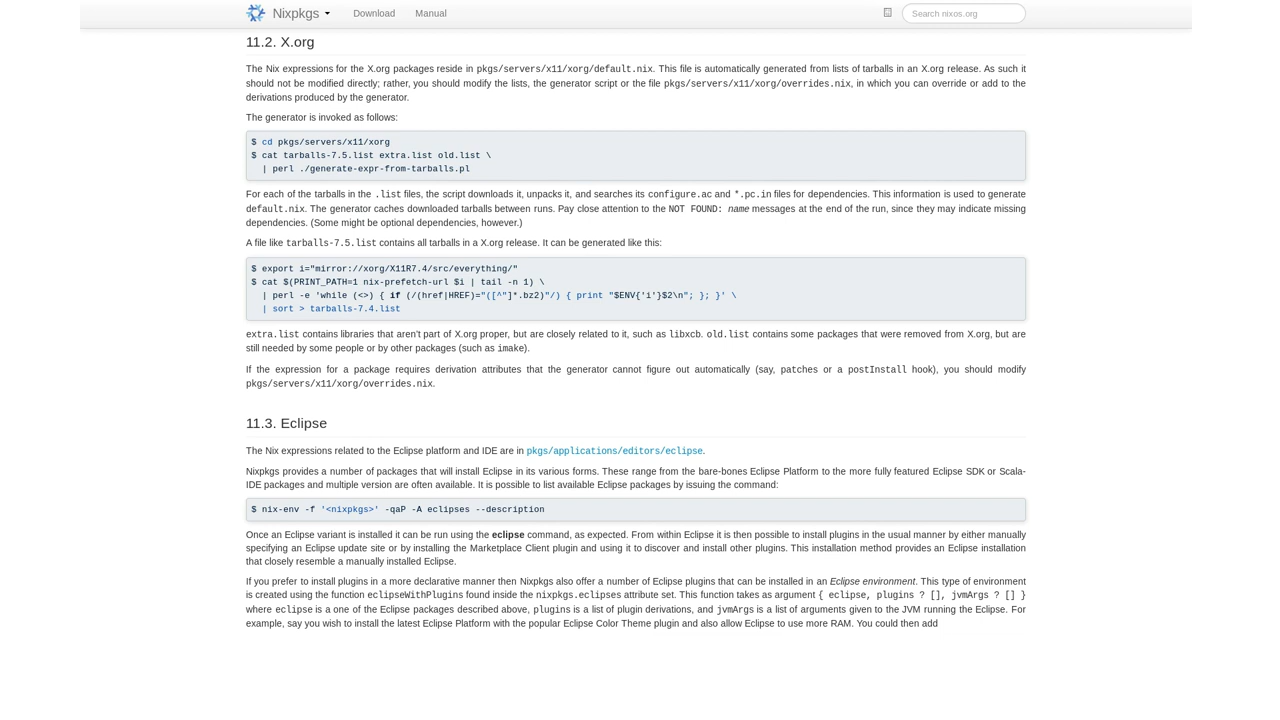 Nixpkgs Download Manual Search nixos.org
11.2. X.org
The Nix expressions for the X.org packages reside in pkgs/servers/x11/xorg/default.nix. This file is automatically generated from lists of tarballs in an X.org release. As such it
should not be modified directly; rather, you should modify the lists, the generator script or the file pkgs/servers/x11/xorg/overrides.nix, in which you can override or add to the
derivations produced by the generator.
The generator is invoked as follows:
$ cd pkgs/servers/x11/xorg
$ cat tarballs-7.5.list extra.list old.list \
  | perl ./generate-expr-from-tarballs.pl
For each of the tarballs in the .list files, the script downloads it, unpacks it, and searches its configure.ac and *.pc.in files for dependencies. This information is used to generate
default.nix. The generator caches downloaded tarballs between runs. Pay close attention to the NOT FOUND: name messages at the end of the run, since they may indicate missing
dependencies. (Some might be optional dependencies, however.)
A file like tarballs-7.5.list contains all tarballs in a X.org release. It can be generated like this:
$ export i="mirror://xorg/X11R7.4/src/everything/"
$ cat $(PRINT_PATH=1 nix-prefetch-url $i | tail -n 1) \
  | perl -e 'while (<>) { if (/(href|HREF)="([^"]*.bz2)"/) { print "$ENV{'i'}$2\n"; }; }' \
  | sort > tarballs-7.4.list
extra.list contains libraries that aren't part of X.org proper, but are closely related to it, such as libxcb. old.list contains some packages that were removed from X.org, but are
still needed by some people or by other packages (such as imake).
If the expression for a package requires derivation attributes that the generator cannot figure out automatically (say, patches or a postInstall hook), you should modify
pkgs/servers/x11/xorg/overrides.nix.
11.3. Eclipse
The Nix expressions related to the Eclipse platform and IDE are in pkgs/applications/editors/eclipse.
Nixpkgs provides a number of packages that will install Eclipse in its various forms. These range from the bare-bones Eclipse Platform to the more fully featured Eclipse SDK or Scala-
IDE packages and multiple version are often available. It is possible to list available Eclipse packages by issuing the command:
$ nix-env -f '<nixpkgs>' -qaP -A eclipses --description
Once an Eclipse variant is installed it can be run using the eclipse command, as expected. From within Eclipse it is then possible to install plugins in the usual manner by either manually
specifying an Eclipse update site or by installing the Marketplace Client plugin and using it to discover and install other plugins. This installation method provides an Eclipse installation
that closely resemble a manually installed Eclipse.
If you prefer to install plugins in a more declarative manner then Nixpkgs also offer a number of Eclipse plugins that can be installed in an Eclipse environment. This type of environment
is created using the function eclipseWithPlugins found inside the nixpkgs.eclipses attribute set. This function takes as argument { eclipse, plugins ? [], jvmArgs ? [] }
where eclipse is a one of the Eclipse packages described above, plugins is a list of plugin derivations, and jvmArgs is a list of arguments given to the JVM running the Eclipse. For
example, say you wish to install the latest Eclipse Platform with the popular Eclipse Color Theme plugin and also allow Eclipse to use more RAM. You could then add